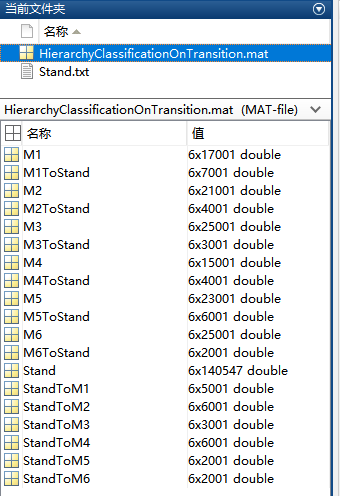 当前文件夹
名称
HierarchyClassificationOnTransition.mat
Stand.txt
HierarchyClassificationOnTransition.mat (MAT-file)
名称 值
M1 6x17001 double
M1ToStand 6x7001 double
M2 6x21001 double
M2ToStand 6x4001 double
M3 6x25001 double
M3ToStand 6x3001 double
M4 6x15001 double
M4ToStand 6x4001 double
M5 6x23001 double
M5ToStand 6x6001 double
M6 6x25001 double
M6ToStand 6x2001 double
Stand 6x140547 double
StandToM1 6x5001 double
StandToM2 6x6001 double
StandToM3 6x3001 double
StandToM4 6x6001 double
StandToM5 6x2001 double
StandToM6 6x2001 double